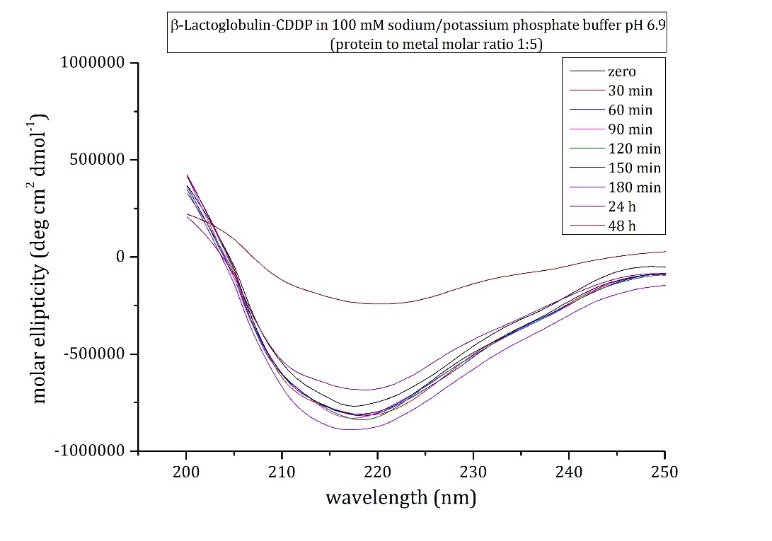 β-Lactoglobulin-CDDP in 100 mM sodium/potassium phosphate buffer pH 6.9
(protein to metal molar ratio 1:5)
zero
30 min
60 min
90 min
120 min
150 min
180 min
24 h
48 h
molar ellipticity (deg cm² dmol⁻¹)
1000000
500000
0
-500000
-1000000
200 210 220 230 240 250
wavelength (nm)